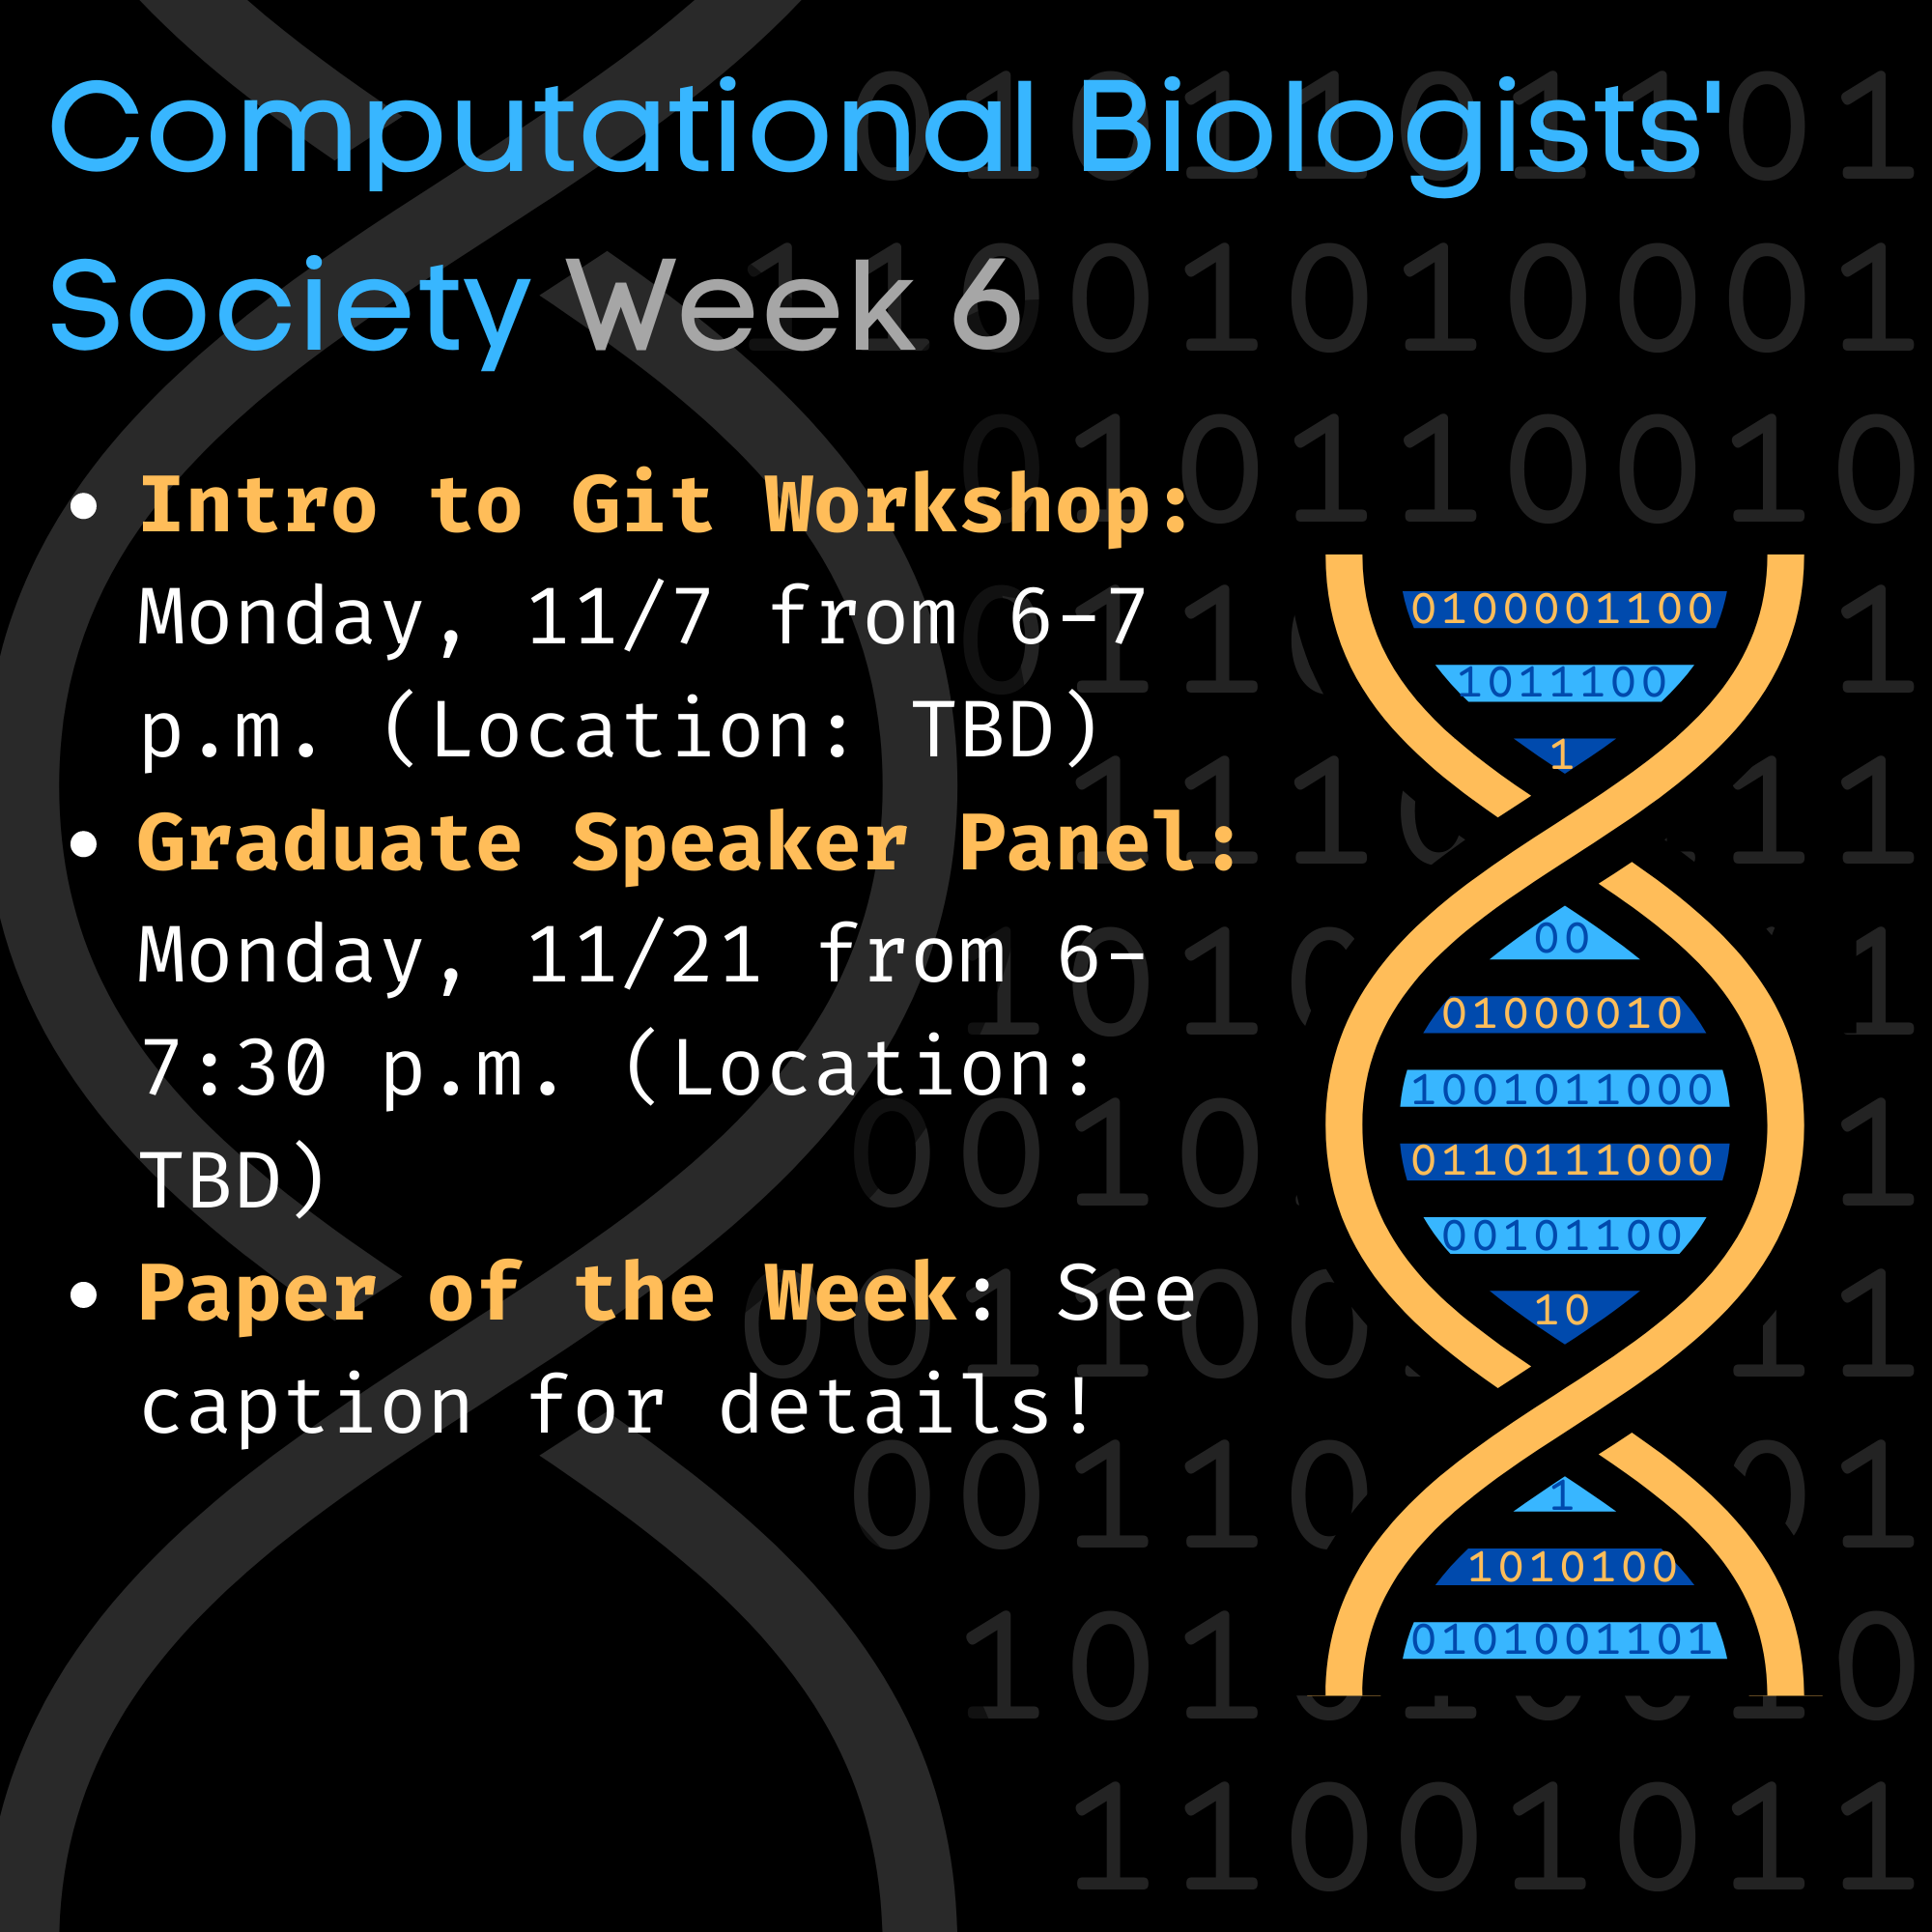 Computational Biologists'
Society Week 6
• Intro to Git Workshop:
Monday, 11/7 from 6-7
p.m. (Location: TBD)
• Graduate Speaker Panel:
Monday, 11/21 from 6-
7:30 p.m. (Location:
TBD)
• Paper of the Week: See
caption for details!
0100001100
1011100
1
00
01000010
1001011000
0110111000
00101100
10
1
1010100
0101001101